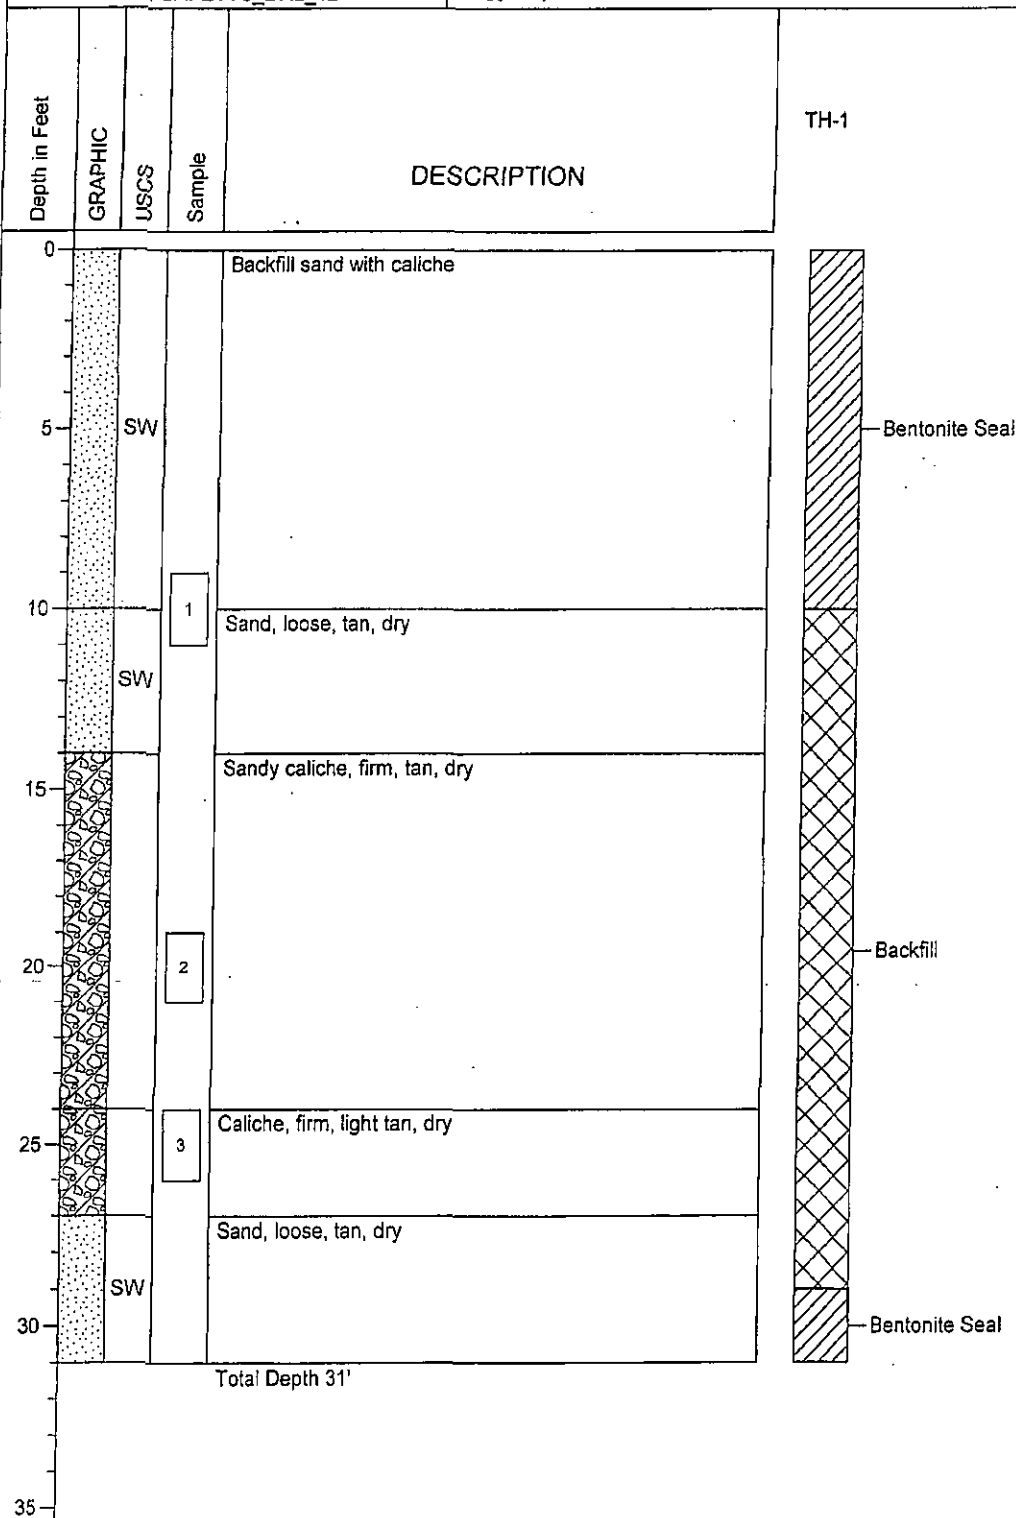 Depth in Feet
GRAPHIC
USCS
Sample
DESCRIPTION
TH-1
0
Backfill sand with caliche
5
SW
Bentonite Seal
1
10
Sand, loose, tan, dry
SW
Sandy caliche, firm, tan, dry
15
20
2
Backfill
Caliche, firm, light tan, dry
25
3
Sand, loose, tan, dry
SW
30
Bentonite Seal
Total Depth 31'
35